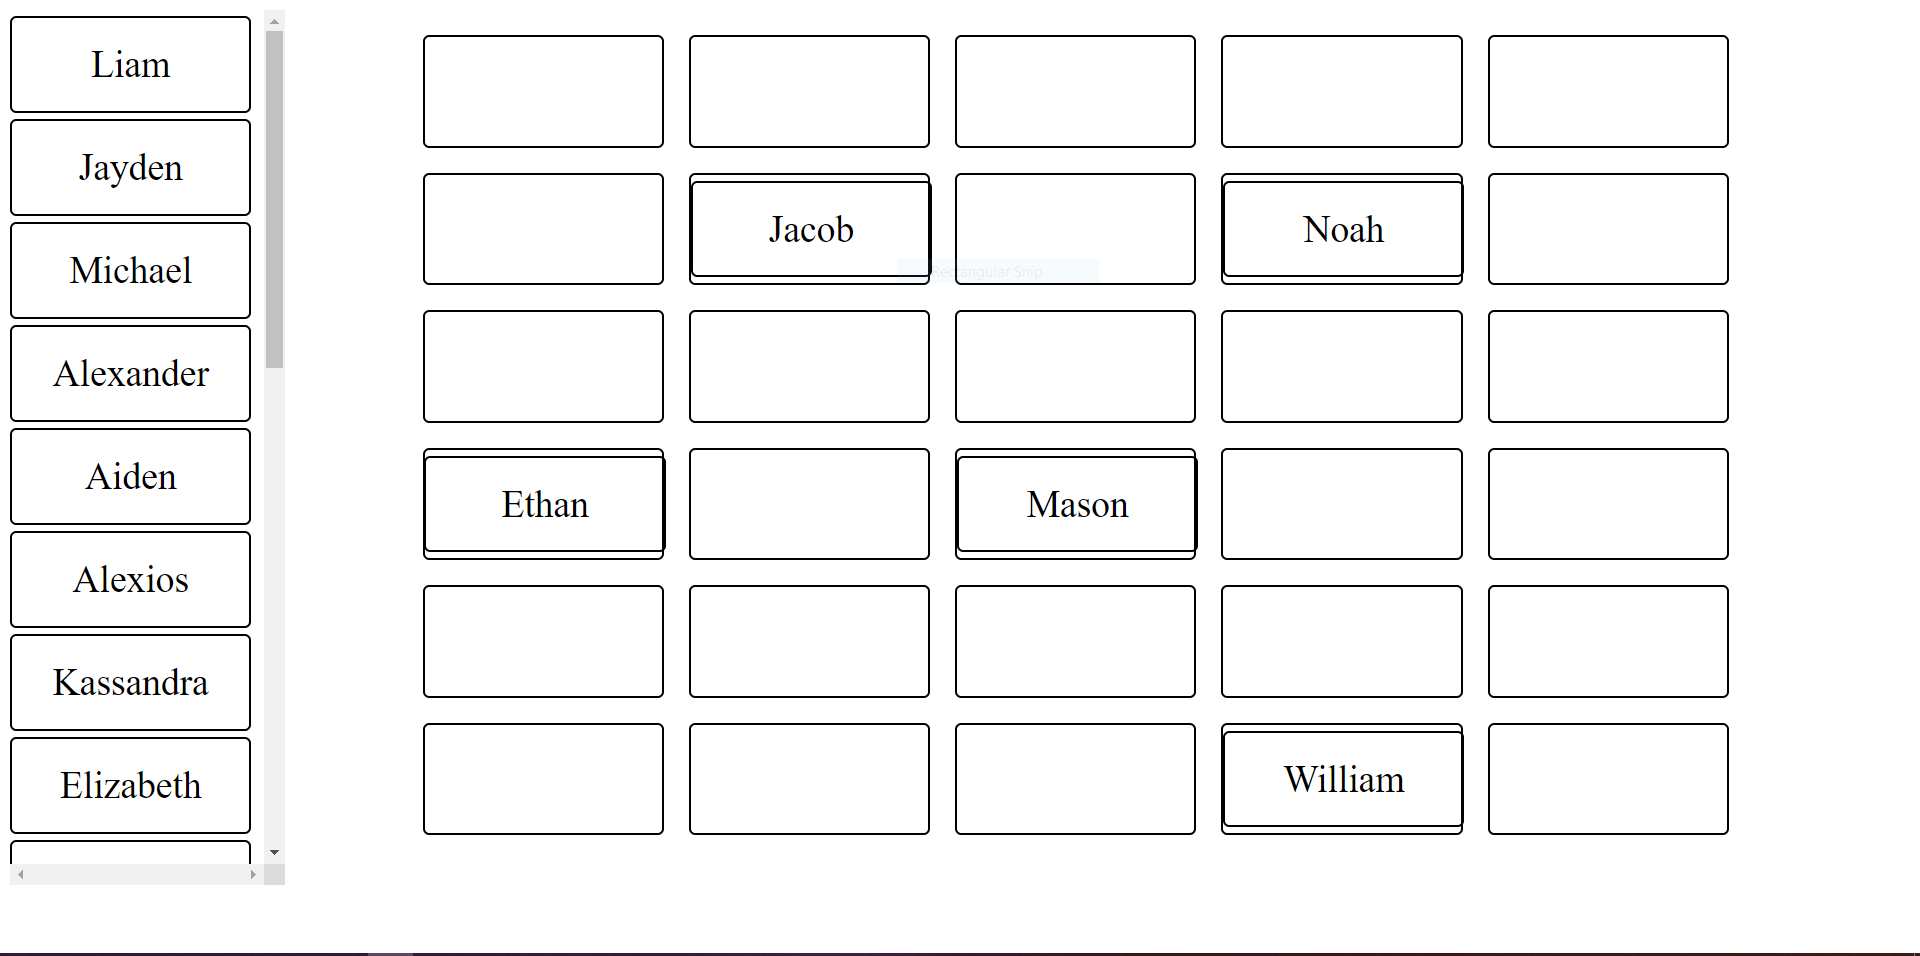 Liam
Jayden
Michael
Alexander
Aiden
Alexios
Kassandra
Elizabeth
Jacob
Noah
Rectangular Snip
Ethan
Mason
William